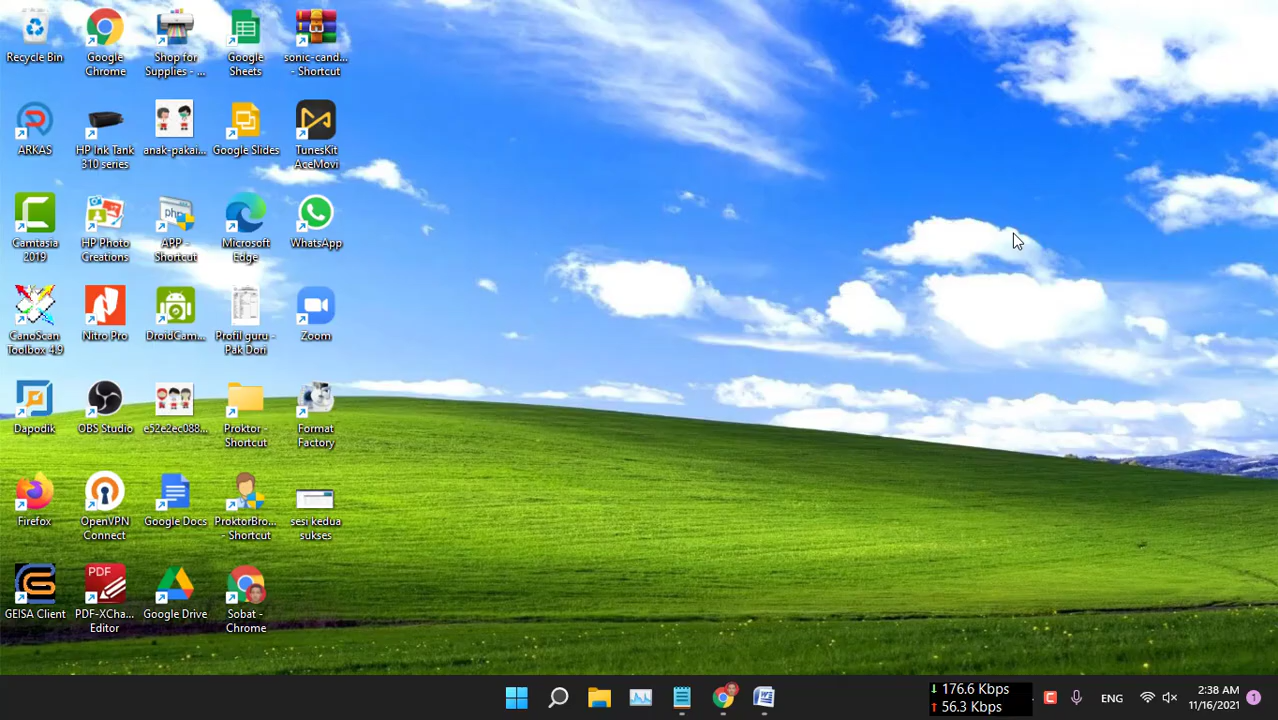 Recycle Bin
Google
Chrome
Shop for
Supplies - ...
Google
Sheets
sonic-cand...
- Shortcut
ARKAS
HP Ink Tank
310 series
anak-pakai...
Google Slides
TunesKit
AceMovi
Camtasia
2019
HP Photo
Creations
php
APP -
Shortcut
Microsoft
Edge
WhatsApp
CanoScan
Toolbox 4.9
Nitro Pro
DroidCam...
Profil guru -
Pak Dori
Zoom
Dapodik
OBS Studio
e52e2ec088...
Proktor -
Shortcut
Format
Factory
Firefox
OpenVPN
Connect
Google Docs
ProktorBro...
- Shortcut
sesi kedua
sukses
GEISA Client
PDF
PDF-XCha...
Editor
Google Drive
Sobat -
Chrome
176.6 Kbps
56.3 Kbps
ENG
2:38 AM
11/16/2021
1